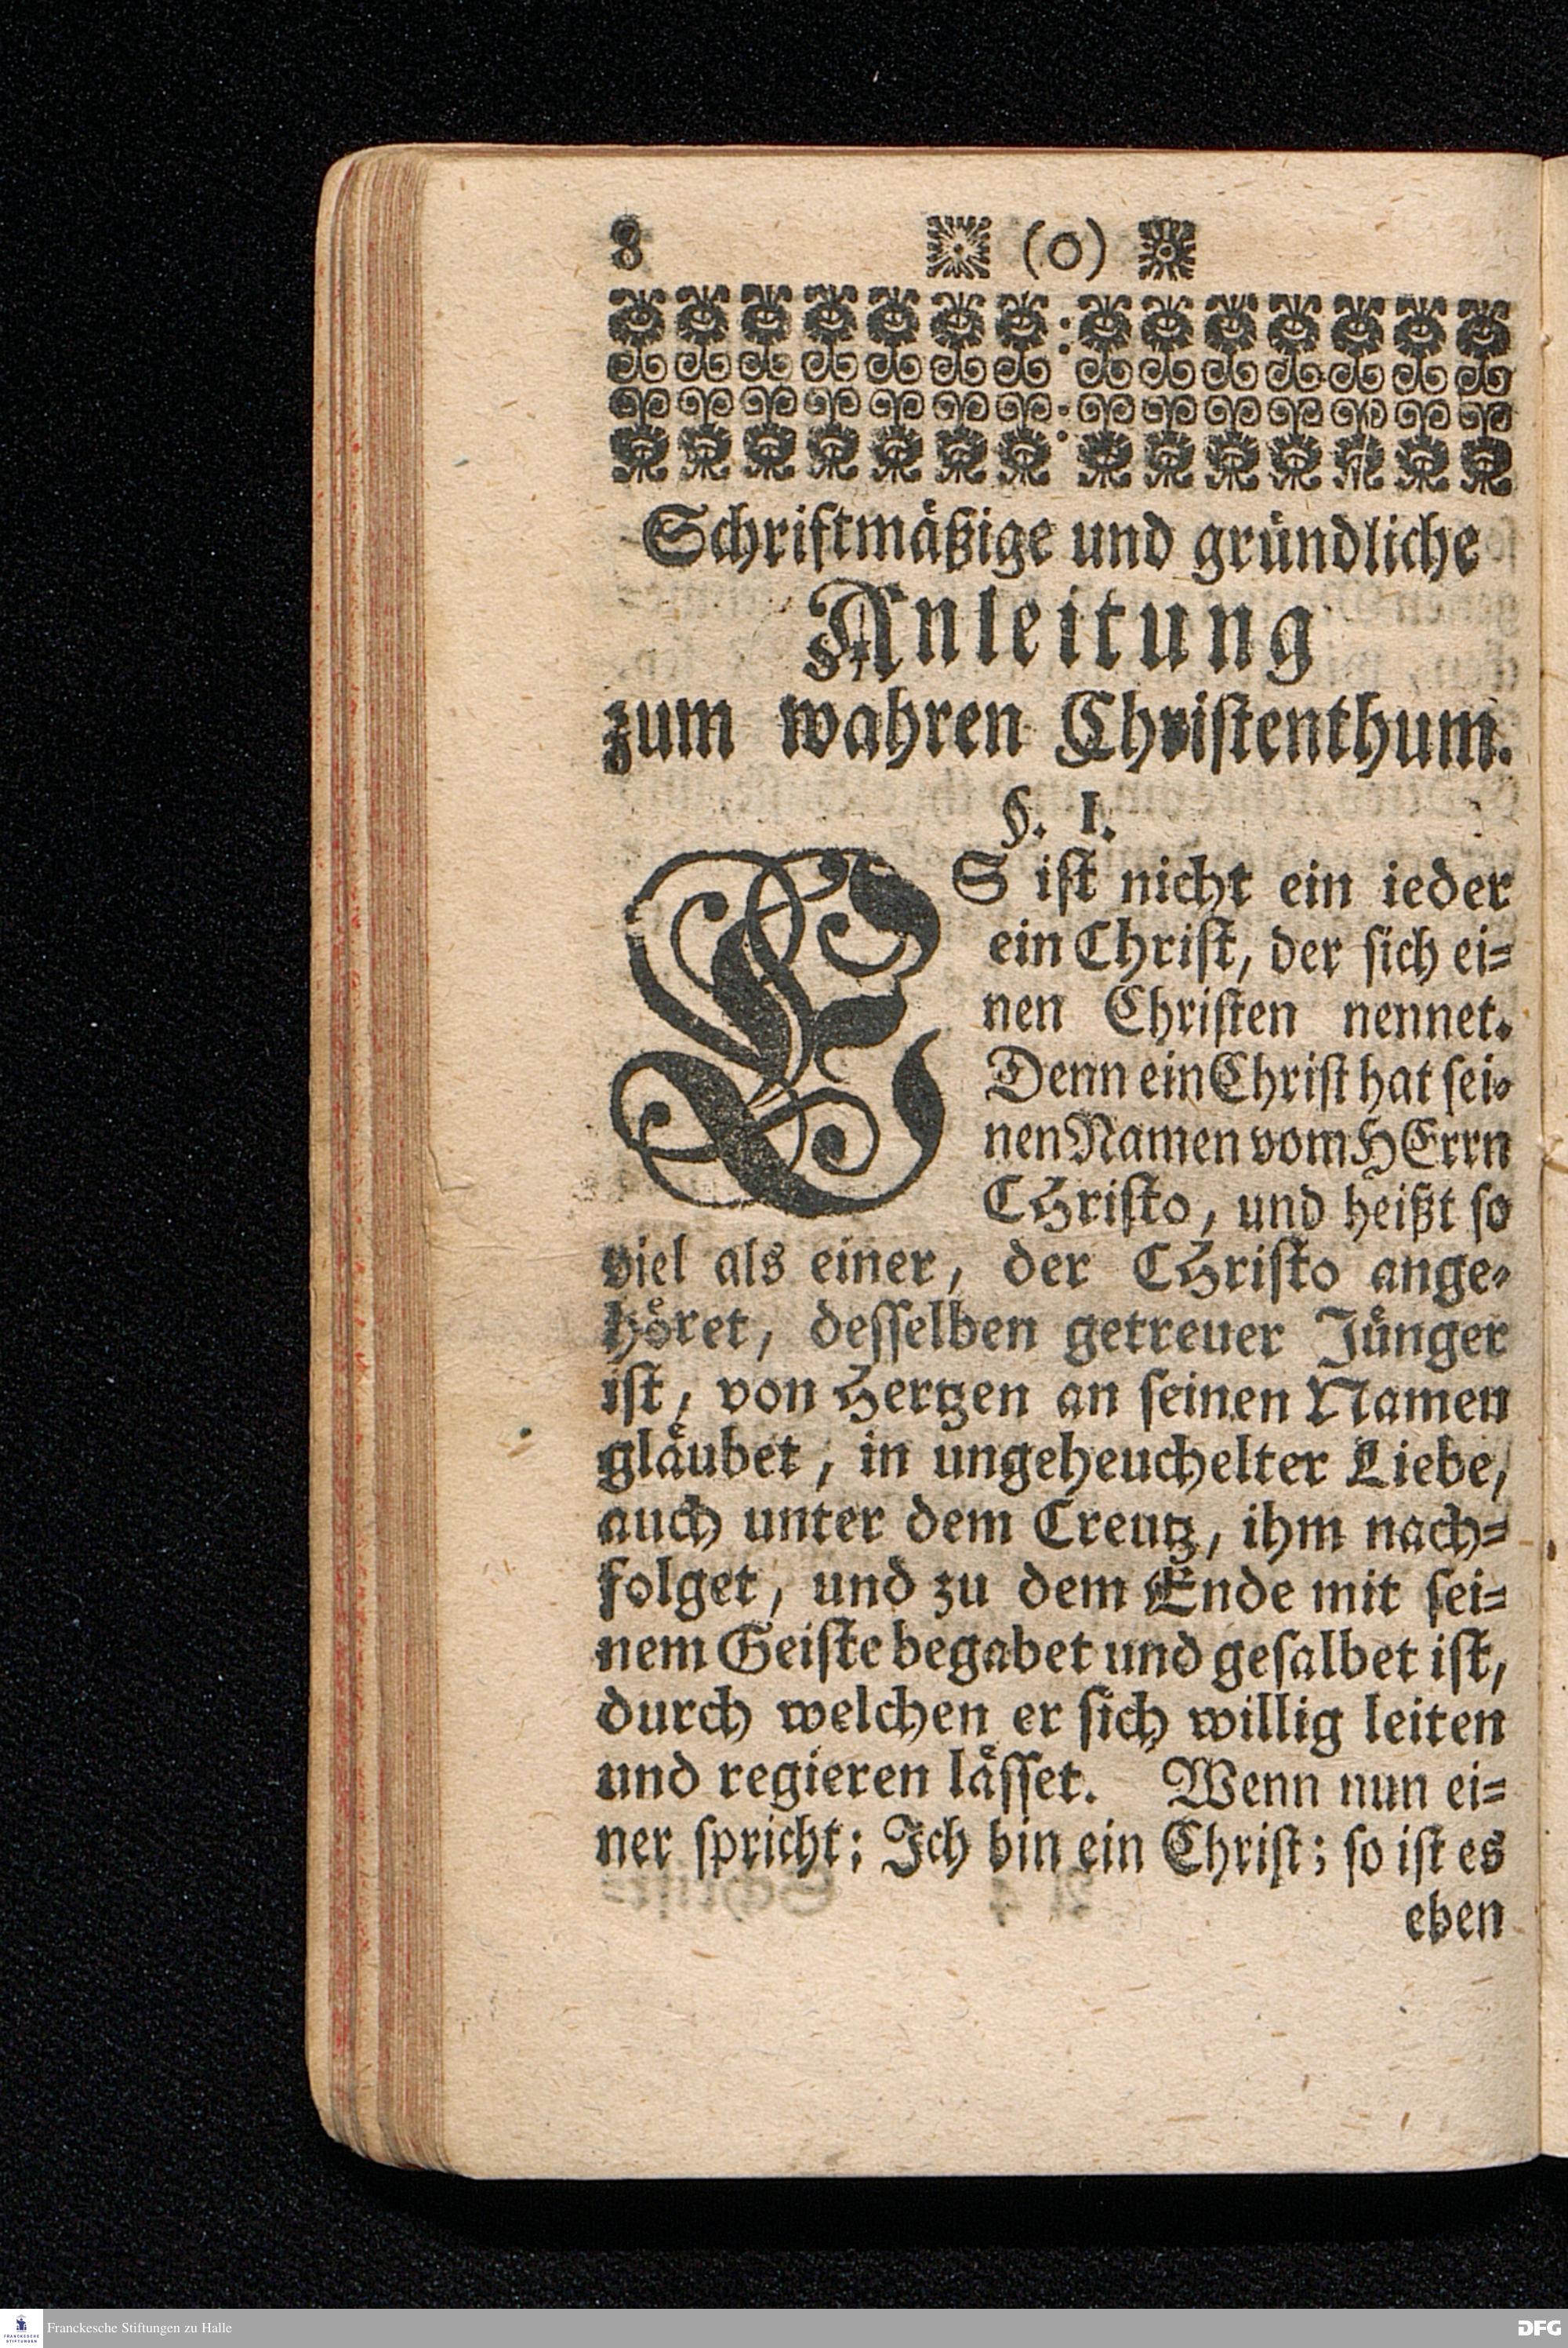 8 (O)
Schriftmäßige und gründliche
Anleitung
zum wahren Christenthum.
§. 1.
ES ist nicht ein ieder
ein Christ, der sich ei=
nen Christen nennet.
Denn ein Christ hat sei=
nen Namen vom HErrn
CHristo, und heißt so
viel als einer, der CHristo ange=
höret, desselben getreuer Jünger
ist, von Hertzen an seinen Namen
gläubet, in ungeheuchelter Liebe,
auch unter dem Creutz, ihm nach=
folget, und zu dem Ende mit sei=
nem Geiste begabet und gesalbet ist,
durch welchen er sich willig leiten
und regieren lässet. Wenn nun ei=
ner spricht: Ich bin ein Christ; so ist es
eben
Franckesche Stiftungen zu Halle
DFG